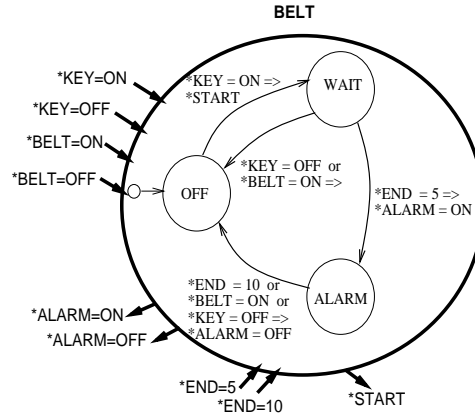 BELT
*KEY=ON
*KEY=OFF
*BELT=ON
*BELT=OFF
*KEY = ON =>
*START
WAIT
*KEY = OFF or
*BELT = ON =>
OFF
*END = 5 =>
*ALARM = ON
*END = 10 or
*BELT = ON or
*KEY = OFF =>
*ALARM = OFF
ALARM
*ALARM=ON
*ALARM=OFF
*END=5
*END=10
*START